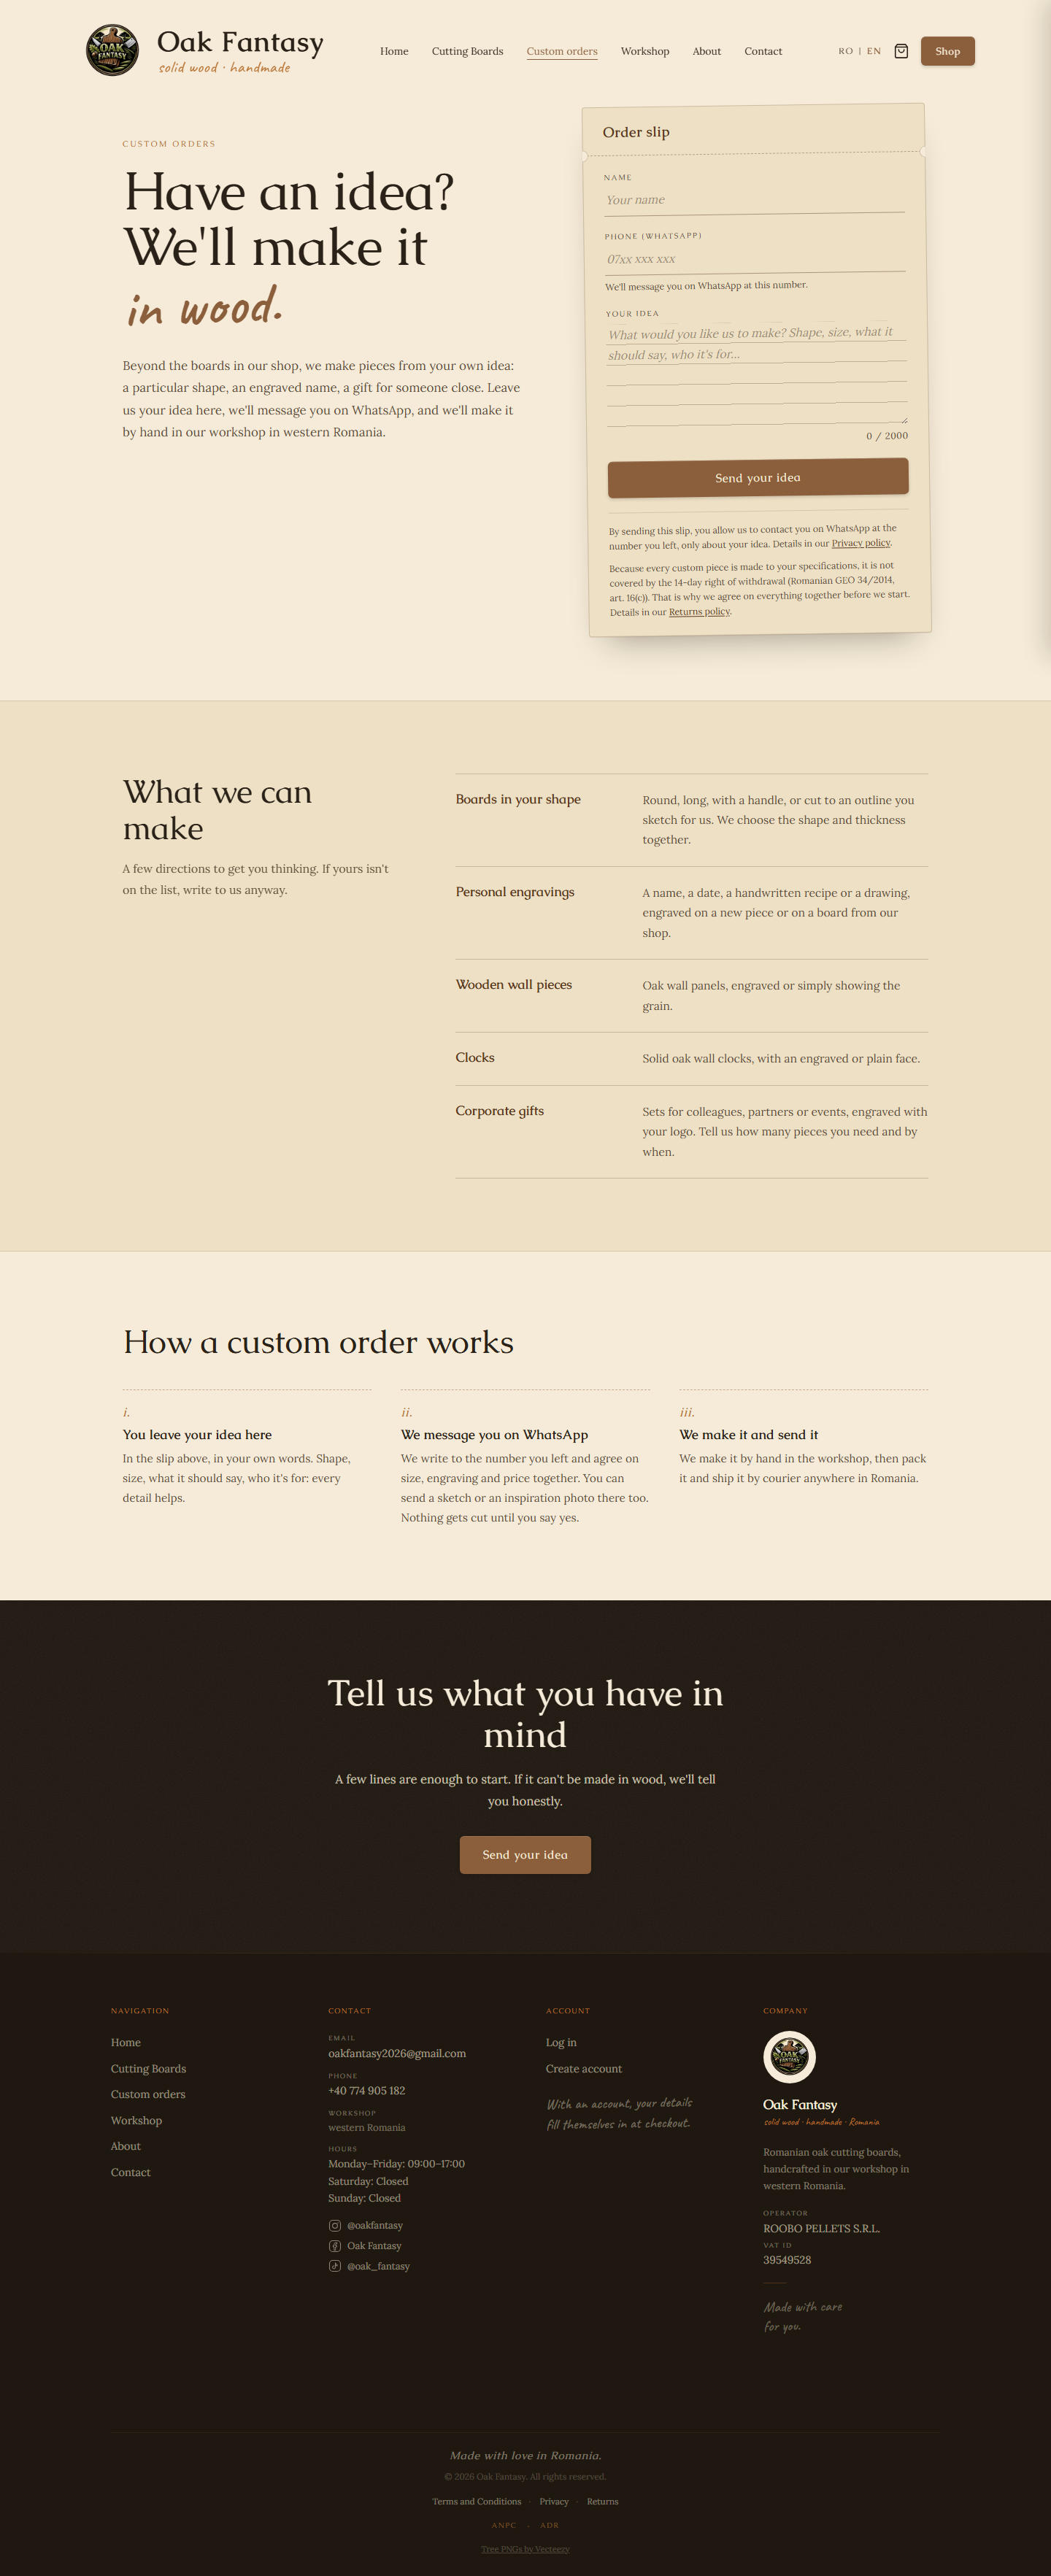 OAK
FANTASY
Oak Fantasy
solid wood · handmade
Home
Cutting Boards
Custom orders
Workshop
About
Contact
RO | EN
Shop
CUSTOM ORDERS
Have an idea?
We'll make it
in wood.
Beyond the boards in our shop, we make pieces from your own idea:
a particular shape, an engraved name, a gift for someone close. Leave
us your idea here, we'll message you on WhatsApp, and we'll make it
by hand in our workshop in western Romania.
Order slip
NAME
Your name
PHONE (WHATSAPP)
07xx xxx xxx
We'll message you on WhatsApp at this number.
YOUR IDEA
What would you like us to make? Shape, size, what it
should say, who it's for...
0 / 2000
Send your idea
By sending this slip, you allow us to contact you on WhatsApp at the
number you left, only about your idea. Details in our Privacy policy.
Because every custom piece is made to your specifications, it is not
covered by the 14-day right of withdrawal (Romanian GEO 34/2014,
art. 16(c)). That is why we agree on everything together before we start.
Details in our Returns policy.
What we can
make
A few directions to get you thinking. If yours isn't
on the list, write to us anyway.
Boards in your shape
Round, long, with a handle, or cut to an outline you
sketch for us. We choose the shape and thickness
together.
Personal engravings
A name, a date, a handwritten recipe or a drawing,
engraved on a new piece or on a board from our
shop.
Wooden wall pieces
Oak wall panels, engraved or simply showing the
grain.
Clocks
Solid oak wall clocks, with an engraved or plain face.
Corporate gifts
Sets for colleagues, partners or events, engraved with
your logo. Tell us how many pieces you need and by
when.
How a custom order works
i.
You leave your idea here
In the slip above, in your own words. Shape,
size, what it should say, who it's for: every
detail helps.
ii.
We message you on WhatsApp
We write to the number you left and agree on
size, engraving and price together. You can
send a sketch or an inspiration photo there too.
Nothing gets cut until you say yes.
iii.
We make it and send it
We make it by hand in the workshop, then pack
it and ship it by courier anywhere in Romania.
Tell us what you have in
mind
A few lines are enough to start. If it can't be made in wood, we'll tell
you honestly.
Send your idea
NAVIGATION
Home
Cutting Boards
Custom orders
Workshop
About
Contact
CONTACT
EMAIL
oakfantasy2026@gmail.com
PHONE
+40 774 905 182
WORKSHOP
western Romania
HOURS
Monday–Friday: 09:00–17:00
Saturday: Closed
Sunday: Closed
@oakfantasy
Oak Fantasy
@oak_fantasy
ACCOUNT
Log in
Create account
With an account, your details
fill themselves in at checkout.
COMPANY
OAK
FANTASY
Oak Fantasy
solid wood · handmade · Romania
Romanian oak cutting boards,
handcrafted in our workshop in
western Romania.
OPERATOR
ROOBO PELLETS S.R.L.
VAT ID
39549528
Made with care
for you.
Made with love in Romania.
© 2026 Oak Fantasy. All rights reserved.
Terms and Conditions · Privacy · Returns
ANPC · ADR
Tree PNGs by Vecteezy